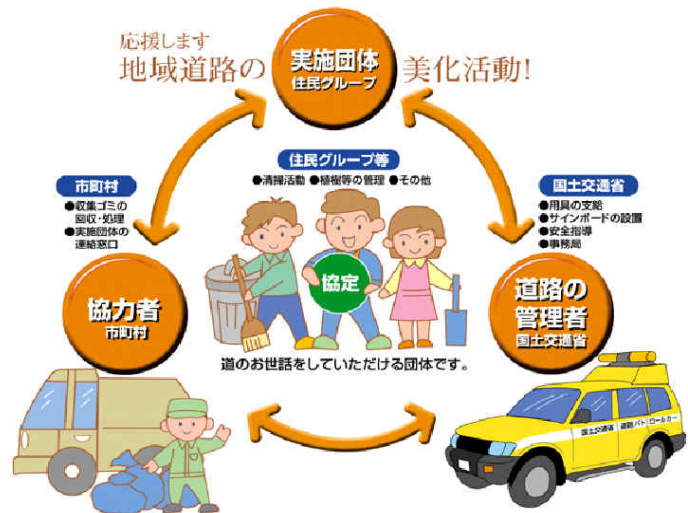 応援します
地域道路の
美化活動!
実施団体
住民グループ
住民グループ等
●清掃活動 ●植樹等の管理 ●その他
市町村
●収集ゴミの
回収・処理
●実施団体の
連絡窓口
国土交通省
●用具の支給
●サインボードの設置
●安全指導
●事務局
協定
協力者
市町村
道路の
管理者
国土交通省
道のお世話をしていただける団体です。
国土交通省 道路パトロールカー